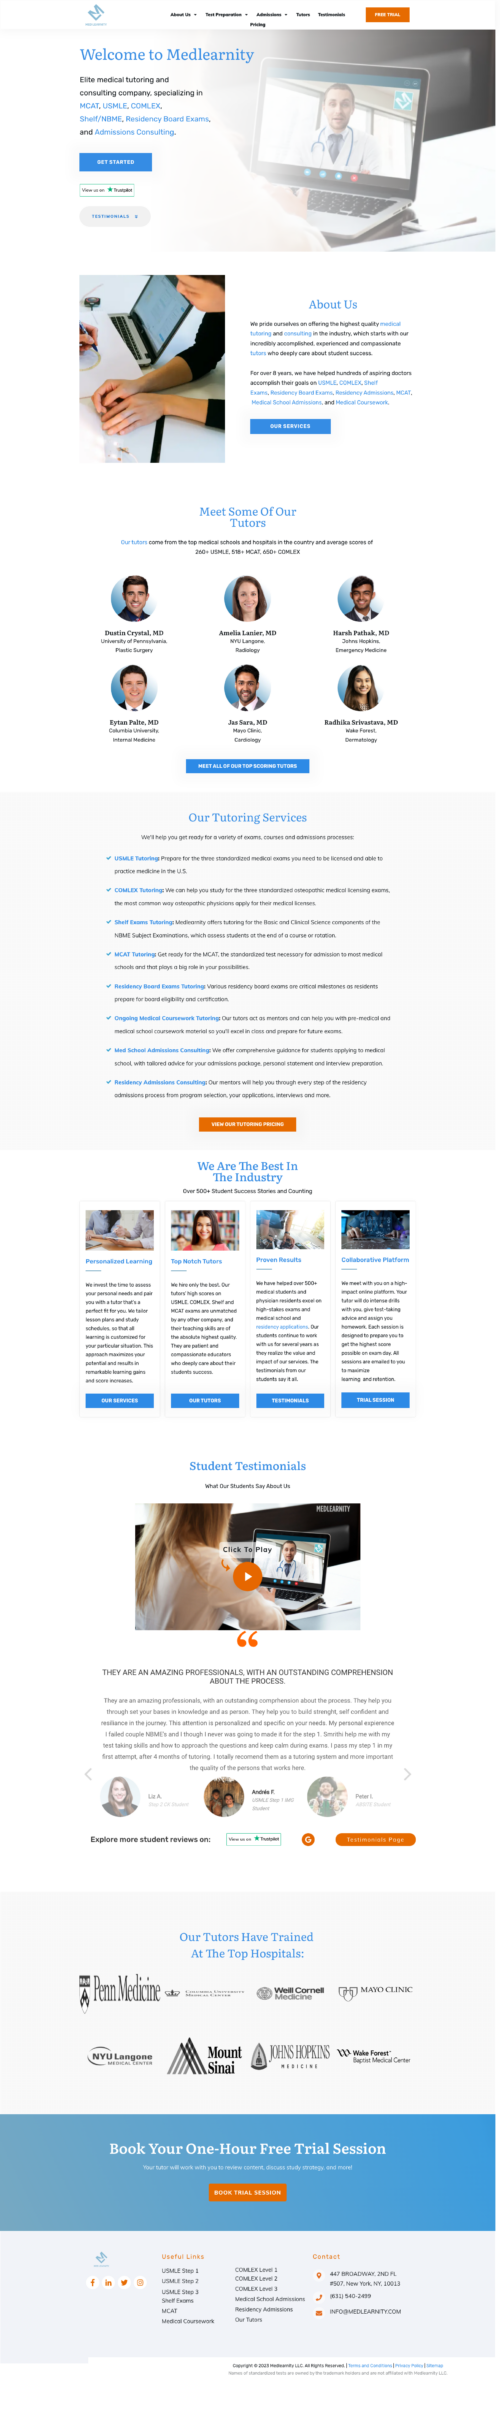 MEDLEARNITY
About Us
Test Preparation
Admissions
Tutors
Testimonials
Pricing
FREE TRIAL
Welcome to Medlearnity
Elite medical tutoring and
consulting company, specializing in
MCAT, USMLE, COMLEX,
Shelf/NBME, Residency Board Exams,
and Admissions Consulting.
GET STARTED
View us on Trustpilot
TESTIMONIALS
About Us
We pride ourselves on offering the highest quality medical
tutoring and consulting in the industry, which starts with our
incredibly accomplished, experienced and compassionate
tutors who deeply care about student success.
For over 8 years, we have helped hundreds of aspiring doctors
accomplish their goals on USMLE, COMLEX, Shelf
Exams, Residency Board Exams, Residency Admissions, MCAT,
Medical School Admissions, and Medical Coursework.
OUR SERVICES
Meet Some Of Our
Tutors
Our tutors come from the top medical schools and hospitals in the country and average scores of
260+ USMLE, 518+ MCAT, 650+ COMLEX
Dustin Crystal, MD
University of Pennsylvania,
Plastic Surgery
Amelia Lanier, MD
NYU Langone,
Radiology
Harsh Pathak, MD
Johns Hopkins,
Emergency Medicine
Eytan Palte, MD
Columbia University,
Internal Medicine
Jas Sara, MD
Mayo Clinic,
Cardiology
Radhika Srivastava, MD
Wake Forest,
Dermatology
MEET ALL OF OUR TOP SCORING TUTORS
Our Tutoring Services
We'll help you get ready for a variety of exams, courses and admissions processes:
USMLE Tutoring: Prepare for the three standardized medical exams you need to be licensed and able to
practice medicine in the U.S.
COMLEX Tutoring: We can help you study for the three standardized osteopathic medical licensing exams,
the most common way osteopathic physicians apply for their medical licenses.
Shelf Exams Tutoring: Medlearnity offers tutoring for the Basic and Clinical Science components of the
NBME Subject Examinations, which assess students at the end of a course or rotation.
MCAT Tutoring: Get ready for the MCAT, the standardized test necessary for admission to most medical
schools and that plays a big role in your possibilities.
Residency Board Exams Tutoring: Various residency board exams are critical milestones as residents
prepare for board eligibility and certification.
Ongoing Medical Coursework Tutoring: Our tutors act as mentors and can help you with pre-medical and
medical school coursework material so you'll excel in class and prepare for future exams.
Med School Admissions Consulting: We offer comprehensive guidance for students applying to medical
school, with tailored advice for your admissions package, personal statement and interview preparation.
Residency Admissions Consulting: Our mentors will help you through every step of the residency
admissions process from program selection, your applications, interviews and more.
VIEW OUR TUTORING PRICING
We Are The Best In
The Industry
Over 500+ Student Success Stories and Counting
Personalized Learning
We invest the time to assess
your personal needs and pair
you with a tutor that's a
perfect fit for you. We tailor
lesson plans and study
schedules, so that all
learning is customized for
your particular situation. This
approach maximizes your
potential and results in
remarkable learning gains
and score increases.
OUR SERVICES
Top Notch Tutors
We hire only the best. Our
tutors' high scores on
USMLE, COMLEX, Shelf and
MCAT exams are unmatched
by any other company, and
their teaching skills are of
the absolute highest quality.
They are patient and
compassionate educators
who deeply care about their
students success.
OUR TUTORS
Proven Results
We have helped over 500+
medical students and
physician residents excel on
high-stakes exams and
medical school and
residency applications. Our
students continue to work
with us for several years as
they realize the value and
impact of our services. The
testimonials from our
students say it all.
TESTIMONIALS
Collaborative Platform
We meet with you on a high-
impact online platform. Your
tutor will do intense drills
with you, give test-taking
advice and assign you
homework. Each session is
designed to prepare you to
get the highest score
possible on exam day. All
sessions are emailed to you
to maximize
learning and retention.
TRIAL SESSION
Student Testimonials
What Our Students Say About Us
MEDLEARNITY
Click To Play
THEY ARE AN AMAZING PROFESSIONALS, WITH AN OUTSTANDING COMPREHENSION
ABOUT THE PROCESS.
They are an amazing professionals, with an outstanding comprhension about the process. They help you
through set your bases in knowledge and as person. They help you to build strenght, self confident and
resiliance in the journey. This attention is personalized and specific on your needs. My personal expirerence
I failed couple NBME's and I though I never was going to made it for the step 1. Smrithi help me with my
test taking skills and how to approach the questions and keep calm during exams. I pass my step 1 in my
first attempt, after 4 months of tutoring. I totally recommend them as a tutoring system and more important
the quality of the persons that works here.
Liz A.
Step 2 CK Student
Andrés F.
USMLE Step 1 IMG
Student
Peter I.
Student
Explore more student reviews on:
View us on Trustpilot
G
Testimonials Page
Our Tutors Have Trained
At The Top Hospitals:
Penn Medicine
COLUMBIA UNIVERSITY
MEDICAL CENTER
Weill Cornell
Medicine
MAYO CLINIC
NYU Langone
MEDICAL CENTER
Mount
Sinai
JOHNS HOPKINS
MEDICINE
Wake Forest
Baptist Medical Center
Book Your One-Hour Free Trial Session
Your tutor will work with you to review content, discuss study strategy, and more!
BOOK TRIAL SESSION
Useful Links
USMLE Step 1
USMLE Step 2
USMLE Step 3
Shelf Exams
MCAT
Medical Coursework
COMLEX Level 1
COMLEX Level 2
COMLEX Level 3
Medical School Admissions
Residency Admissions
Our Tutors
Contact
447 BROADWAY, 2ND FL
#507, New York, NY, 10013
(631) 540-2499
INFO@MEDLEARNITY.COM
Copyright © 2023 Medlearnity LLC. All Rights Reserved. | Terms and Conditions | Privacy Policy | Sitemap
Names of standardized tests are owned by the trademark holders and are not affiliated with Medlearnity LLC.